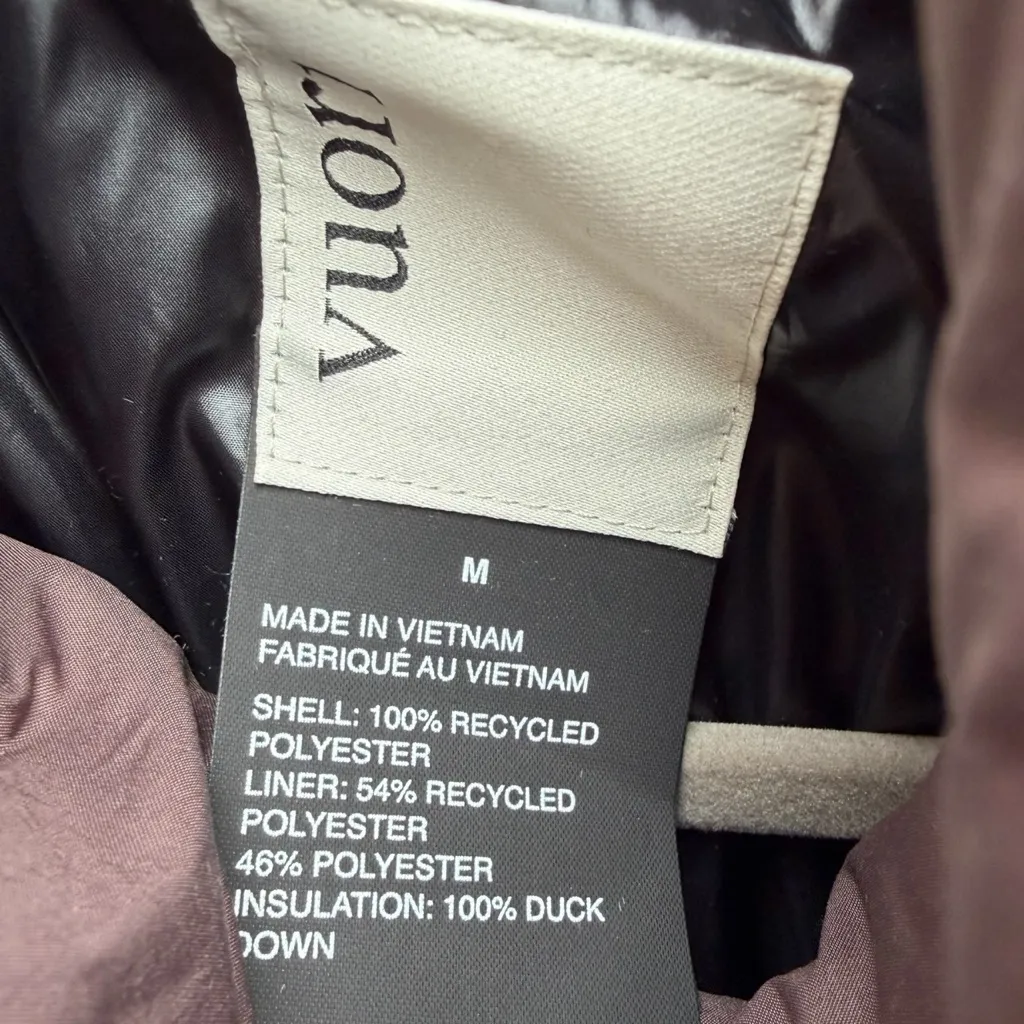 vuori
M
MADE IN VIETNAM
FABRIQUÉ AU VIETNAM
SHELL: 100% RECYCLED
POLYESTER
LINER: 54% RECYCLED
POLYESTER
46% POLYESTER
INSULATION: 100% DUCK
DOWN